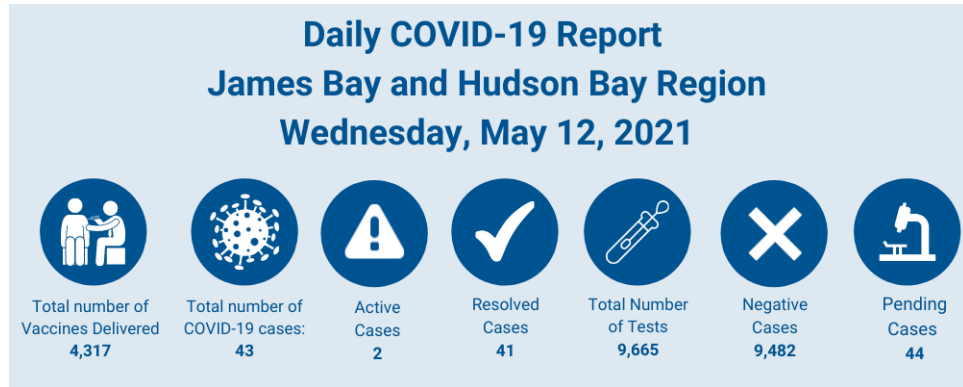 Daily COVID-19 Report
James Bay and Hudson Bay Region
Wednesday, May 12, 2021
Total number of
Vaccines Delivered
4,317
Total number of
COVID-19 cases:
43
Active
Cases
2
Resolved
Cases
41
Total Number
of Tests
9,665
Negative
Cases
9,482
Pending
Cases
44